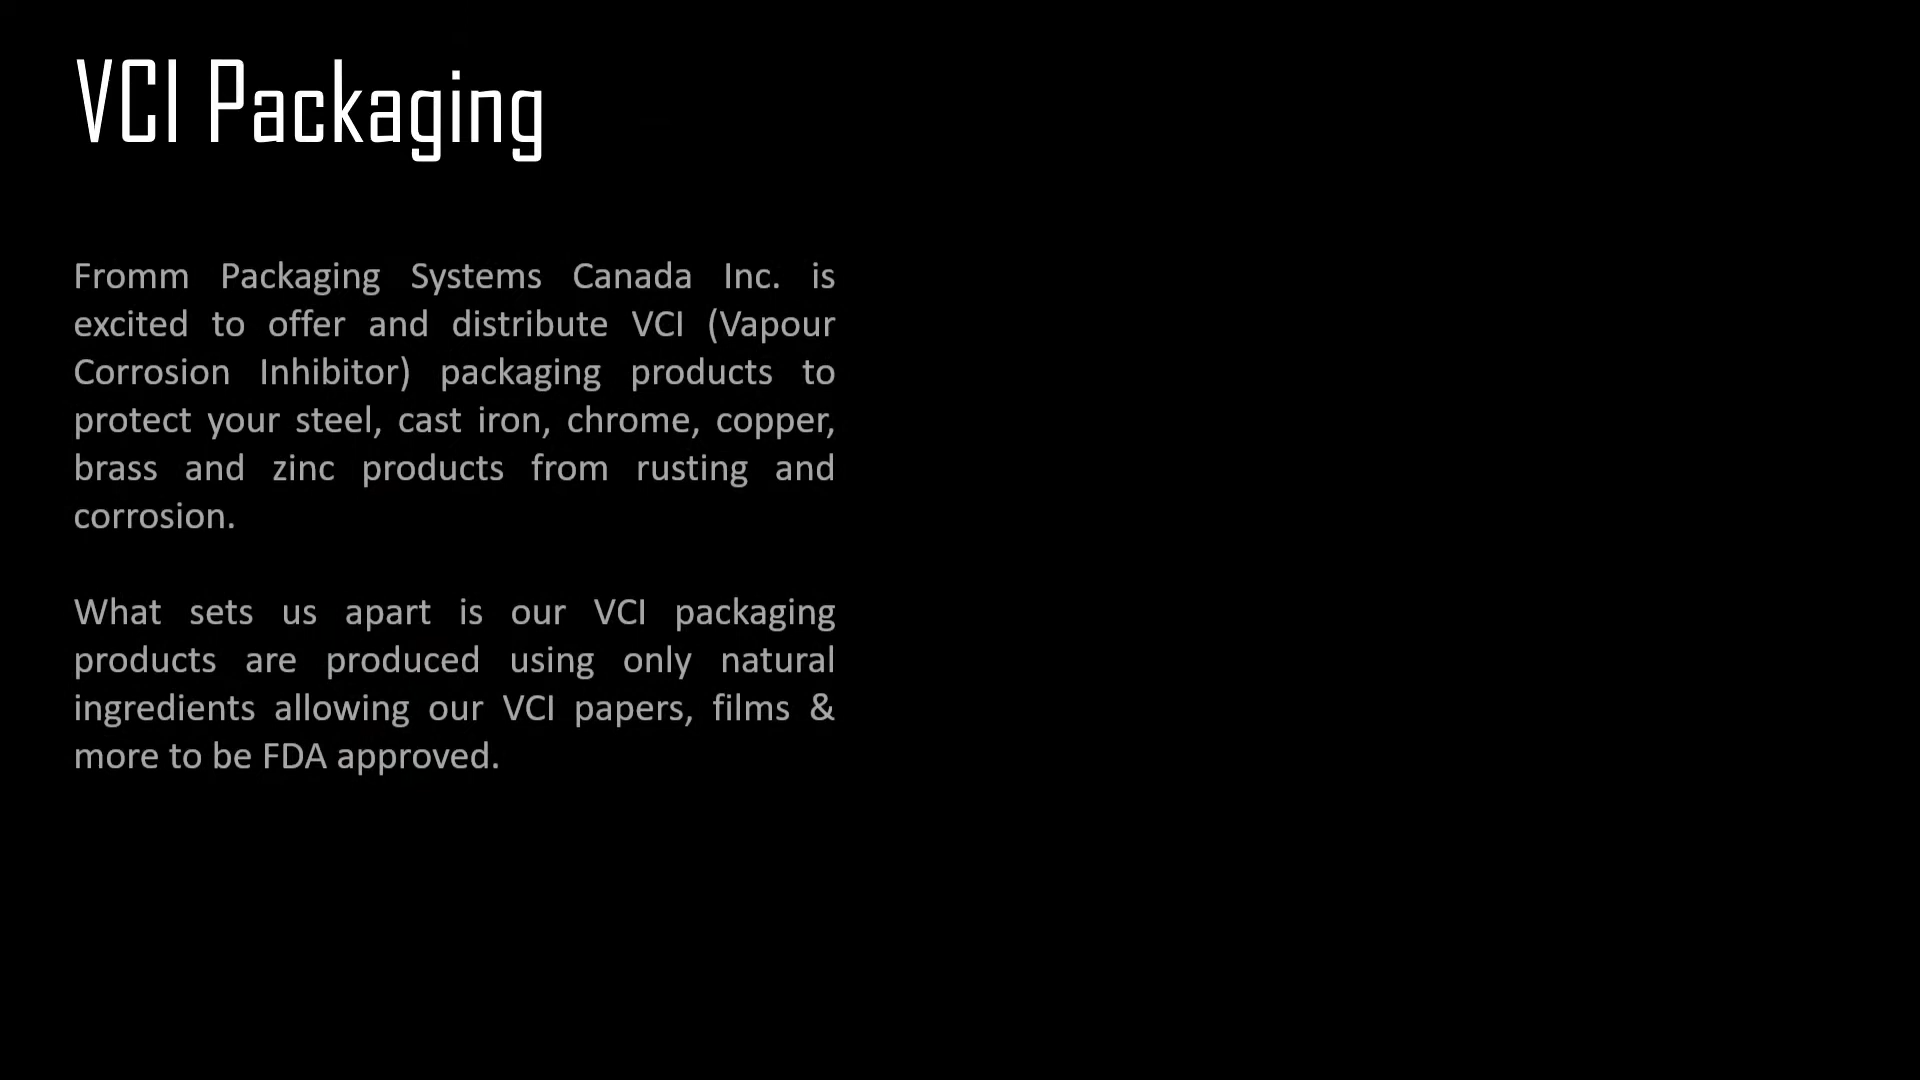 VCI Packaging
Fromm Packaging Systems Canada Inc. is
excited to offer and distribute VCI (Vapour
Corrosion Inhibitor) packaging products to
protect your steel, cast iron, chrome, copper,
brass and zinc products from rusting and
corrosion.
What sets us apart is our VCI packaging
products are produced using only natural
ingredients allowing our VCI papers, films &
more to be FDA approved.